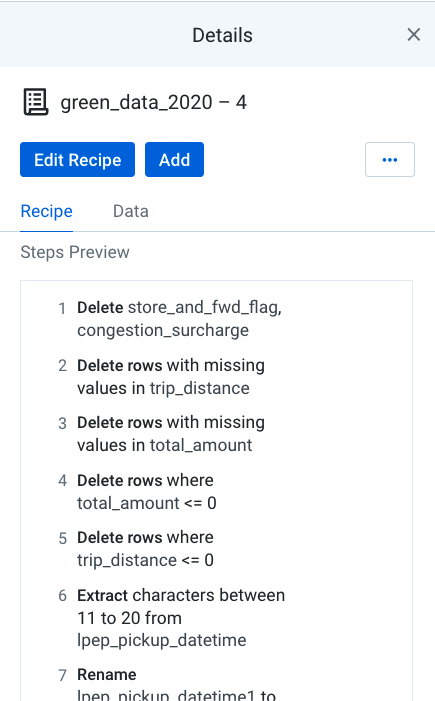 Details
green_data_2020 – 4
Edit Recipe
Add
Recipe
Data
Steps Preview
1 Delete store_and_fwd_flag,
congestion_surcharge
2 Delete rows with missing
values in trip_distance
3 Delete rows with missing
values in total_amount
4 Delete rows where
total_amount <= 0
5 Delete rows where
trip_distance <= 0
6 Extract characters between
11 to 20 from
lpep_pickup_datetime
7 Rename
lpep_pickup_datetime1 to